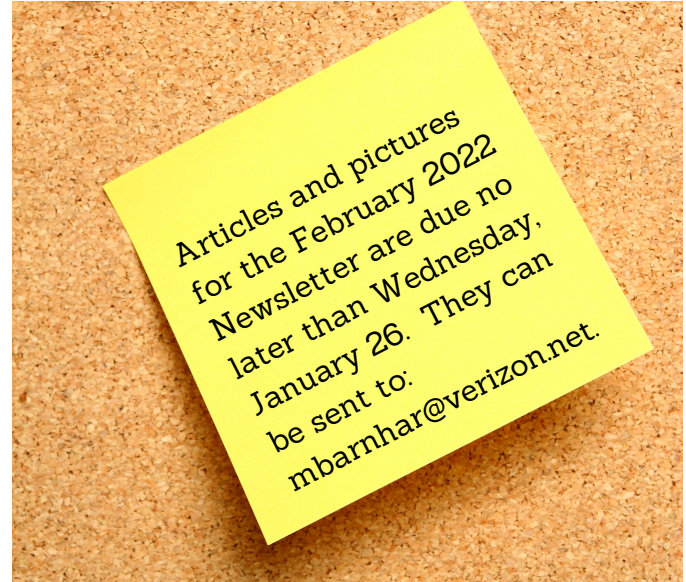 Articles and pictures
for the February 2022
Newsletter are due no
later than Wednesday,
January 26.  They can
be sent to:
mbarnhar@verizon.net.